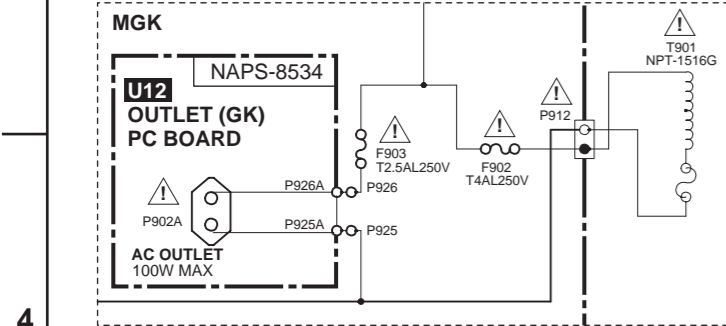 MGK
NAPS-8534
U12
OUTLET (GK)
PC BOARD
!
P902A
AC OUTLET
100W MAX
P926A
P926
P925A
P925
!
F903
T2.5AL250V
!
F902
T4AL250V
!
P912
!
T901
NPT-1516G
4